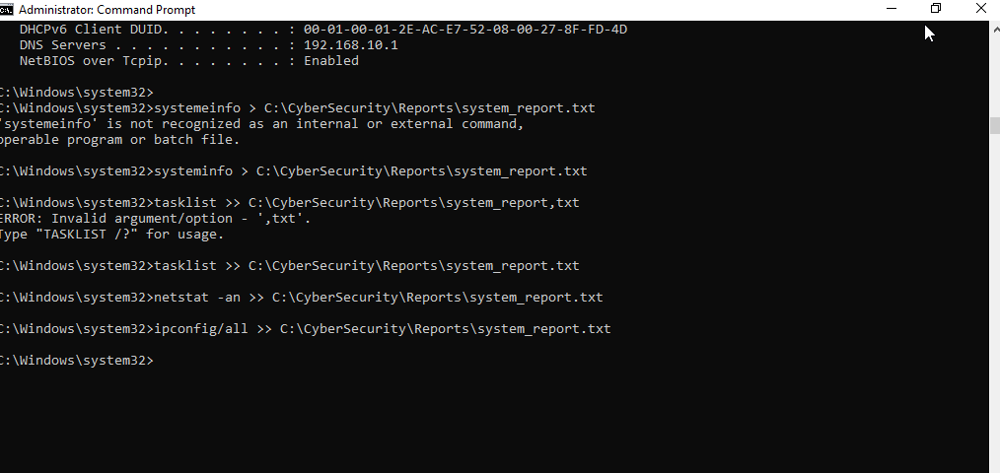 Administrator: Command Prompt
DHCPv6 Client DUID. . . . . . . . : 00-01-00-01-2E-AC-E7-52-08-00-27-8F-FD-4D
DNS Servers . . . . . . . . . . . : 192.168.10.1
NetBIOS over Tcpip. . . . . . . . : Enabled
C:\Windows\system32>
C:\Windows\system32>systemeinfo > C:\CyberSecurity\Reports\system_report.txt
'systemeinfo' is not recognized as an internal or external command,
operable program or batch file.
C:\Windows\system32>systeminfo > C:\CyberSecurity\Reports\system_report.txt
C:\Windows\system32>tasklist >> C:\CyberSecurity\Reports\system_report,txt
ERROR: Invalid argument/option - ',txt'.
Type "TASKLIST /?" for usage.
C:\Windows\system32>tasklist >> C:\CyberSecurity\Reports\system_report.txt
C:\Windows\system32>netstat -an >> C:\CyberSecurity\Reports\system_report.txt
C:\Windows\system32>ipconfig/all >> C:\CyberSecurity\Reports\system_report.txt
C:\Windows\system32>